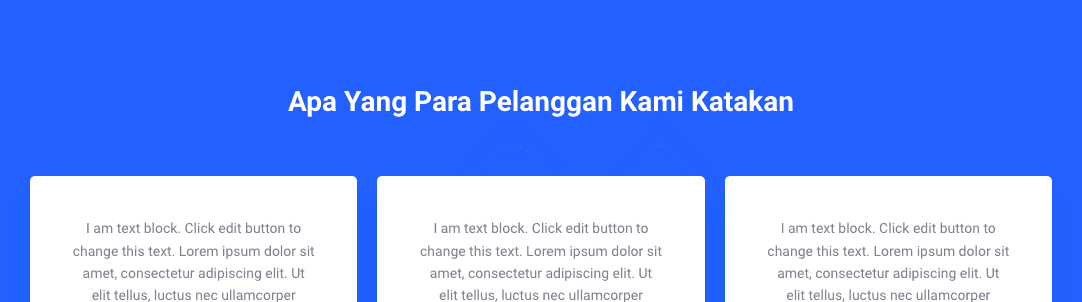 Apa Yang Para Pelanggan Kami Katakan
I am text block. Click edit button to
change this text. Lorem ipsum dolor sit
amet, consectetur adipiscing elit. Ut
elit tellus, luctus nec ullamcorper
I am text block. Click edit button to
change this text. Lorem ipsum dolor sit
amet, consectetur adipiscing elit. Ut
elit tellus, luctus nec ullamcorper
I am text block. Click edit button to
change this text. Lorem ipsum dolor sit
amet, consectetur adipiscing elit. Ut
elit tellus, luctus nec ullamcorper